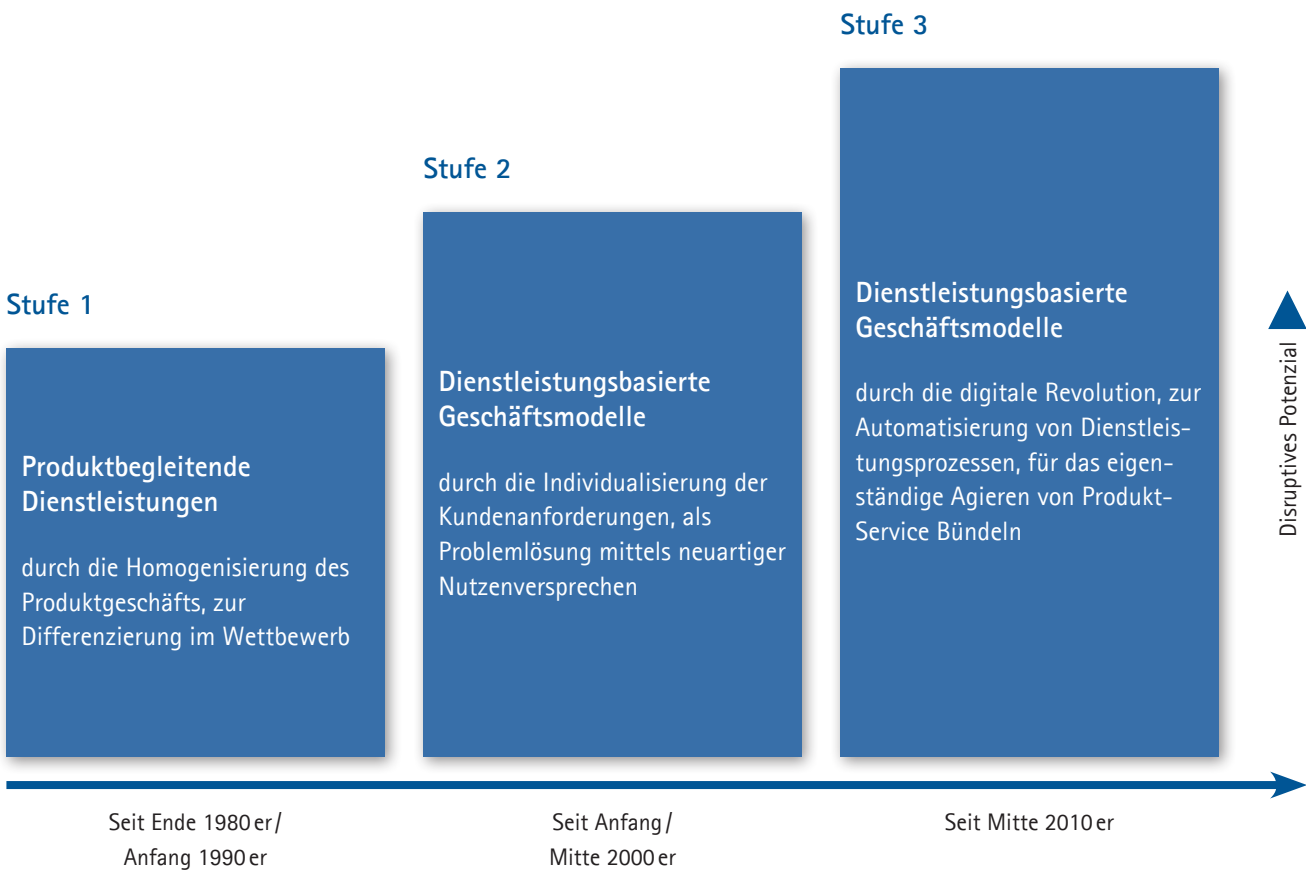 Stufe 1
Produktbegleitende
Dienstleistungen
durch die Homogenisierung des
Produktgeschäfts, zur
Differenzierung im Wettbewerb
Stufe 2
Dienstleistungsbasierte
Geschäftsmodelle
durch die Individualisierung der
Kundenanforderungen, als
Problemlösung mittels neuartiger
Nutzenversprechen
Stufe 3
Dienstleistungsbasierte
Geschäftsmodelle
durch die digitale Revolution, zur
Automatisierung von Dienstleis-
tungsprozessen, für das eigen-
ständige Agieren von Produkt-
Service Bündeln
Disruptives Potenzial
Seit Ende 1980er/
Anfang 1990er
Seit Anfang/
Mitte 2000er
Seit Mitte 2010er